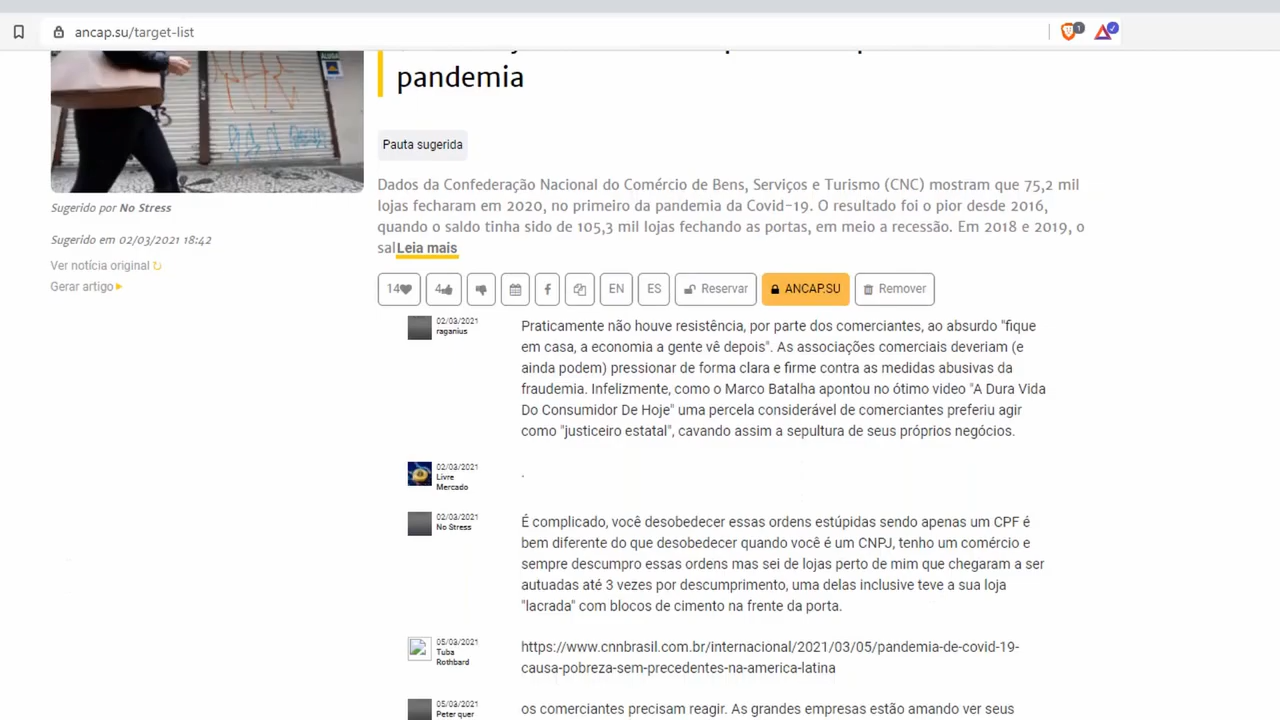 ancap.su/target-list
1
pandemia
Pauta sugerida
Dados da Confederação Nacional do Comércio de Bens, Serviços e Turismo (CNC) mostram que 75,2 mil
lojas fecharam em 2020, no primeiro da pandemia da Covid-19. O resultado foi o pior desde 2016,
quando o saldo tinha sido de 105,3 mil lojas fechando as portas, em meio a recessão. Em 2018 e 2019, o
salLeia mais
Sugerido por No Stress
Sugerido em 02/03/2021 18:42
Ver notícia original
Gerar artigo
14 4 EN ES Reservar ANCAP.SU Remover
02/03/2021
raganius
Praticamente não houve resistência, por parte dos comerciantes, ao absurdo "fique
em casa, a economia a gente vê depois". As associações comerciais deveriam (e
ainda podem) pressionar de forma clara e firme contra as medidas abusivas da
fraudemia. Infelizmente, como o Marco Batalha apontou no ótimo video "A Dura Vida
Do Consumidor De Hoje" uma percela considerável de comerciantes preferiu agir
como "justiceiro estatal", cavando assim a sepultura de seus próprios negócios.
02/03/2021
Livre
Mercado
.
02/03/2021
No Stress
É complicado, você desobedecer essas ordens estúpidas sendo apenas um CPF é
bem diferente do que desobedecer quando você é um CNPJ, tenho um comércio e
sempre descumpro essas ordens mas sei de lojas perto de mim que chegaram a ser
autuadas até 3 vezes por descumprimento, uma delas inclusive teve a sua loja
"lacrada" com blocos de cimento na frente da porta.
05/03/2021
Tuba
Rothbard
https://www.cnnbrasil.com.br/internacional/2021/03/05/pandemia-de-covid-19-
causa-pobreza-sem-precedentes-na-america-latina
05/03/2021
Peter quer
os comerciantes precisam reagir. As grandes empresas estão amando ver seus